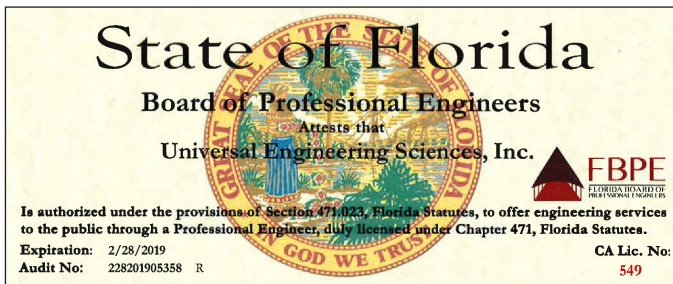 State of Florida
Board of Professional Engineers
Attests that
Universal Engineering Sciences, Inc.
FBPE
FLORIDA BOARD OF
PROFESSIONAL ENGINEERS
Is authorized under the provisions of Section 471.023, Florida Statutes, to offer engineering services
to the public through a Professional Engineer, duly licensed under Chapter 471, Florida Statutes.
Expiration: 2/28/2019
Audit No: 228201905358 R
CA Lic. No:
549
GREAT SEAL OF THE STATE OF FLORIDA
IN GOD WE TRUST